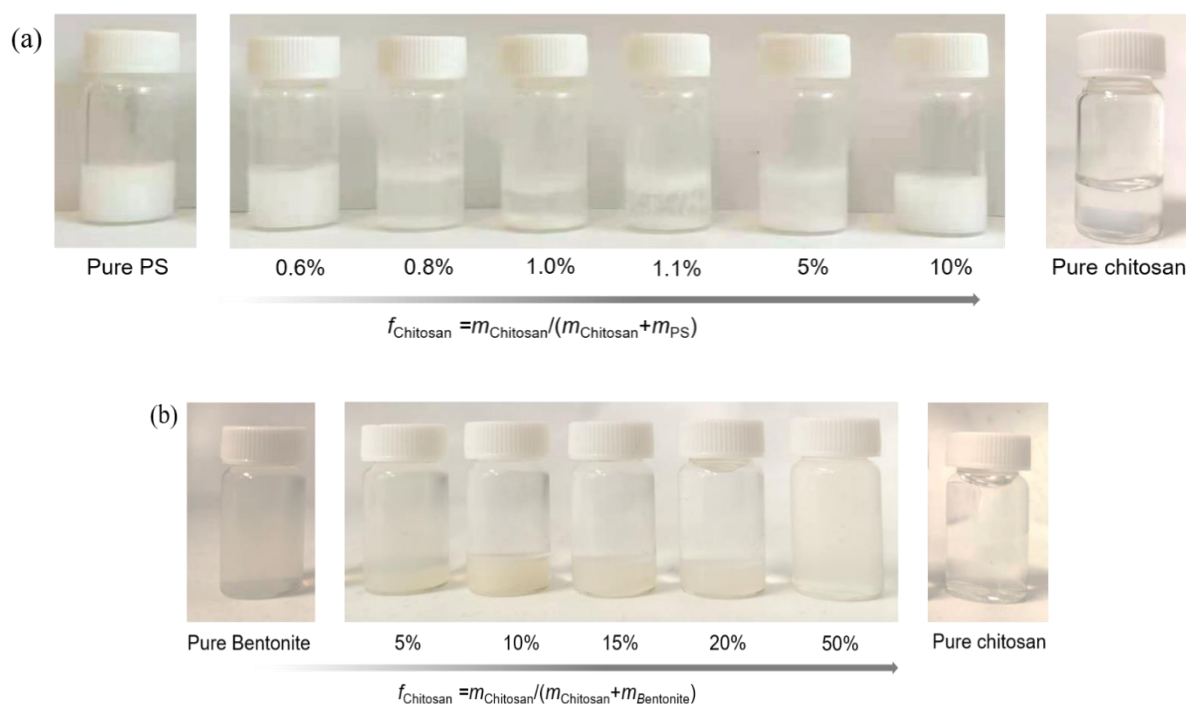 (a)
Pure PS
0.6% 0.8% 1.0% 1.1% 5% 10%
Pure chitosan
fChitosan =mChitosan/(mChitosan+mPS)
(b)
Pure Bentonite
5% 10% 15% 20% 50%
Pure chitosan
fChitosan =mChitosan/(mChitosan+mBentonite)